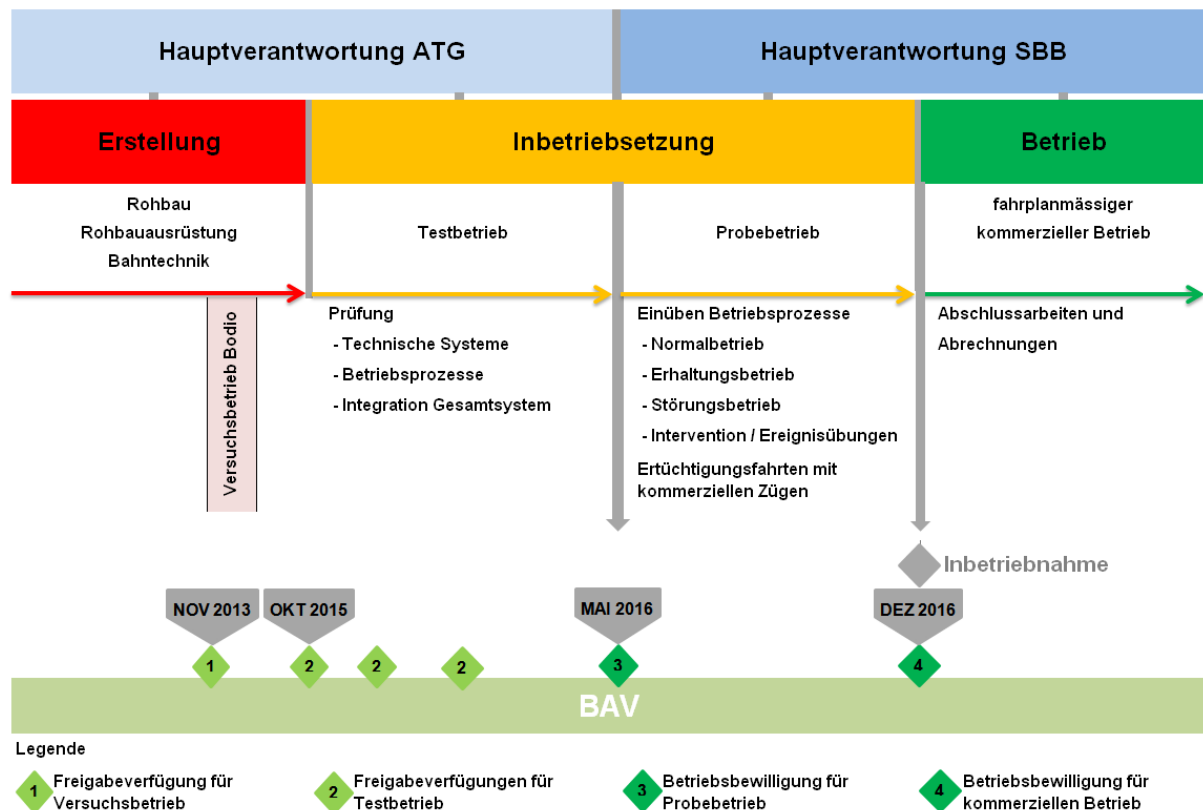 Hauptverantwortung ATG
Hauptverantwortung SBB
Erstellung
Inbetriebsetzung
Betrieb
Rohbau
Rohbauausrüstung
Bahntechnik
Testbetrieb
Probebetrieb
fahrplanmässiger
kommerzieller Betrieb
Versuchsbetrieb Bodio
Prüfung
- Technische Systeme
- Betriebsprozesse
- Integration Gesamtsystem
Einüben Betriebsprozesse
- Normalbetrieb
- Erhaltungsbetrieb
- Störungsbetrieb
- Intervention / Ereignisübungen
Ertüchtigungsfahrten mit
kommerziellen Zügen
Abschlussarbeiten und
Abrechnungen
Inbetriebnahme
NOV 2013
OKT 2015
MAI 2016
DEZ 2016
1
2
2
2
3
4
BAV
Legende
1 Freigabeverfügung für
Versuchsbetrieb
2 Freigabeverfügungen für
Testbetrieb
3 Betriebsbewilligung für
Probebetrieb
4 Betriebsbewilligung für
kommerziellen Betrieb